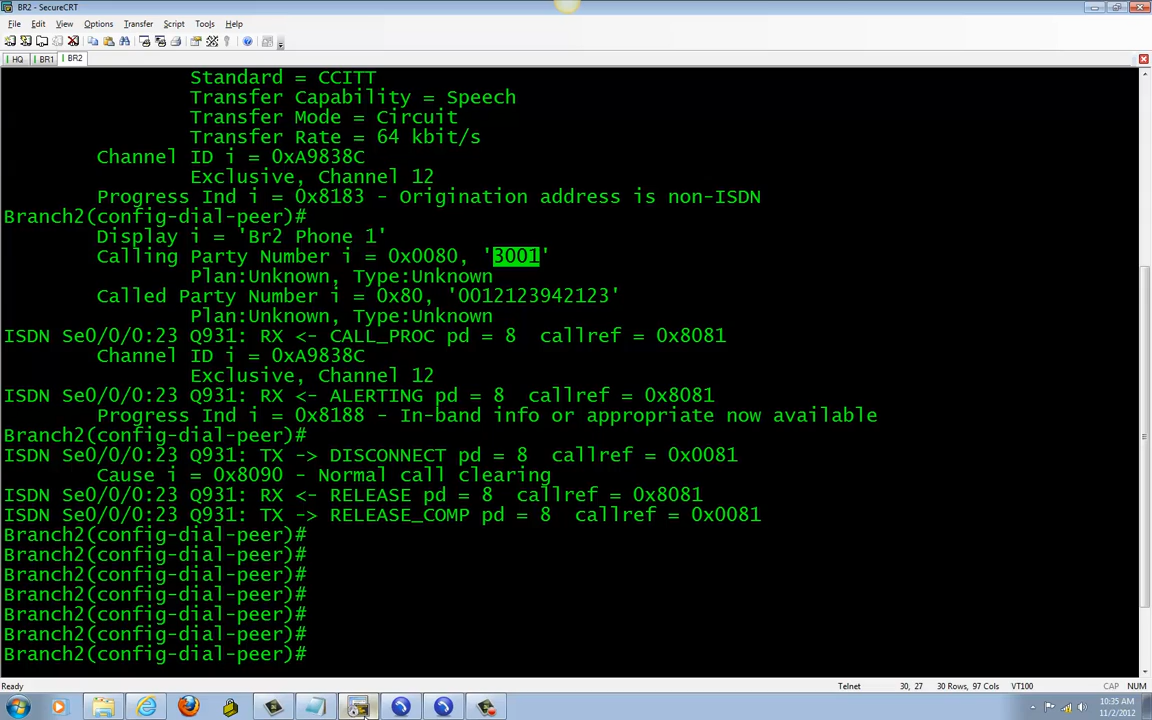 BR2 - SecureCRT
File Edit View Options Transfer Script Tools Help
HQ BR1 BR2
Standard = CCITT
Transfer Capability = Speech
Transfer Mode = Circuit
Transfer Rate = 64 kbit/s
Channel ID i = 0xA9838C
Exclusive, Channel 12
Progress Ind i = 0x8183 - Origination address is non-ISDN
Branch2(config-dial-peer)#
Display i = 'Br2 Phone 1'
Calling Party Number i = 0x0080, '3001'
Plan:Unknown, Type:Unknown
Called Party Number i = 0x80, '0012123942123'
Plan:Unknown, Type:Unknown
ISDN Se0/0/0:23 Q931: RX <- CALL_PROC pd = 8  callref = 0x8081
Channel ID i = 0xA9838C
Exclusive, Channel 12
ISDN Se0/0/0:23 Q931: RX <- ALERTING pd = 8  callref = 0x8081
Progress Ind i = 0x8188 - In-band info or appropriate now available
Branch2(config-dial-peer)#
ISDN Se0/0/0:23 Q931: TX -> DISCONNECT pd = 8  callref = 0x0081
Cause i = 0x8090 - Normal call clearing
ISDN Se0/0/0:23 Q931: RX <- RELEASE pd = 8  callref = 0x8081
ISDN Se0/0/0:23 Q931: TX -> RELEASE_COMP pd = 8  callref = 0x0081
Branch2(config-dial-peer)#
Branch2(config-dial-peer)#
Branch2(config-dial-peer)#
Branch2(config-dial-peer)#
Branch2(config-dial-peer)#
Branch2(config-dial-peer)#
Branch2(config-dial-peer)#
Ready Telnet 30, 27 30 Rows, 97 Cols VT100 CAP NUM
10:35 AM
11/2/2012